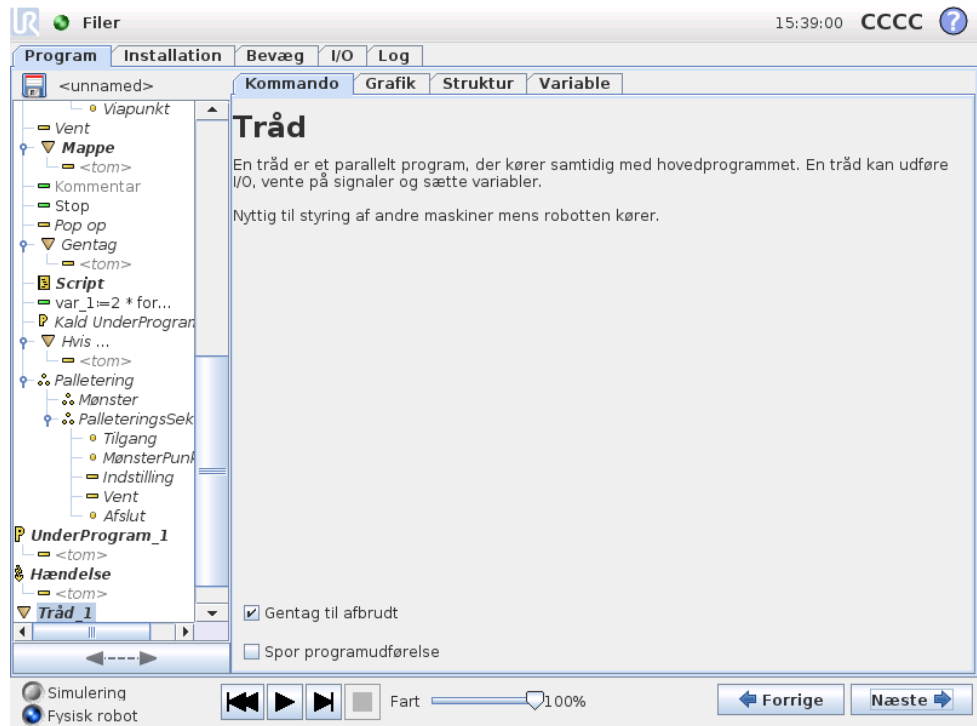 UR Filer 15:39:00 CCCC ?
Program Installation Bevæg I/O Log
<unnamed>
Kommando Grafik Struktur Variable
Viapunkt
Vent
Mappe
<tom>
Kommentar
Stop
Pop op
Gentag
<tom>
Script
var_1:=2 * for...
Kald UnderProgram
Hvis ...
<tom>
Palletering
Mønster
PalleteringsSek
Tilgang
MønsterPunk
Indstilling
Vent
Afslut
UnderProgram_1
<tom>
Hændelse
<tom>
Tråd_1
Tråd
En tråd er et parallelt program, der kører samtidig med hovedprogrammet. En tråd kan udføre
I/O, vente på signaler og sætte variabler.
Nyttig til styring af andre maskiner mens robotten kører.
Gentag til afbrudt
Spor programudførelse
Simulering
Fysisk robot
Fart 100%
Forrige Næste